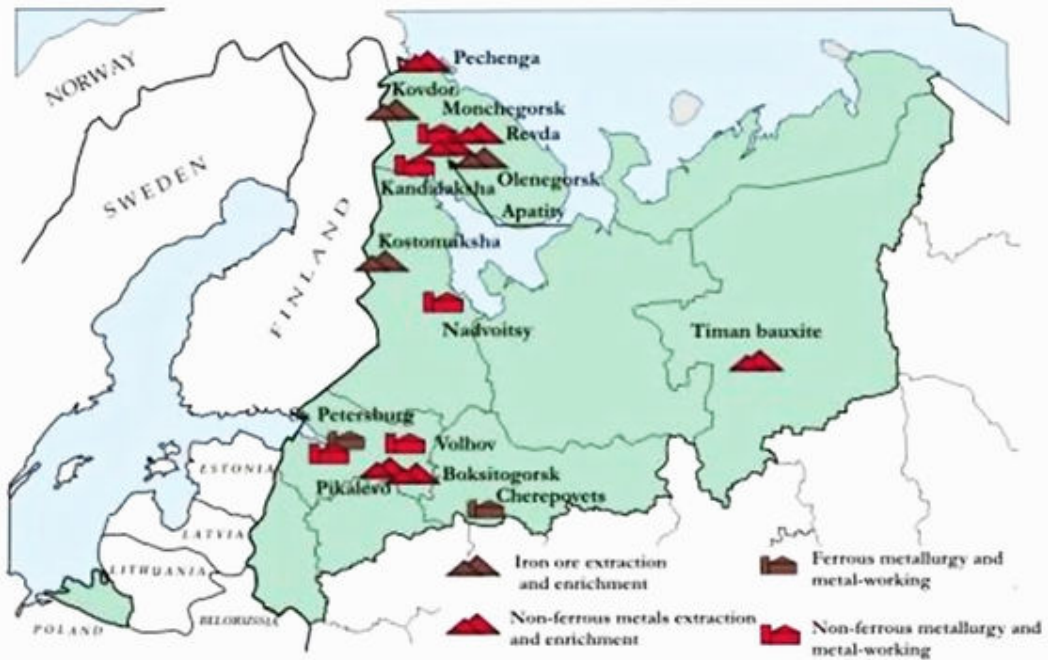 NORWAY
SWEDEN
FINLAND
Pechenga
Kovdor
Monchegorsk
Revda
Olenegorsk
Kandalaksha
Apatity
Kostomuksha
Nadvoitsy
Timan bauxite
St. Petersburg
Volhov
Boksitogorsk
Pikalevo
Cherepovets
ESTONIA
LATVIA
LITHUANIA
POLAND
BELORUSSIA
Iron ore extraction
and enrichment
Non-ferrous metals extraction
and enrichment
Ferrous metallurgy and
metal-working
Non-ferrous metallurgy and
metal-working